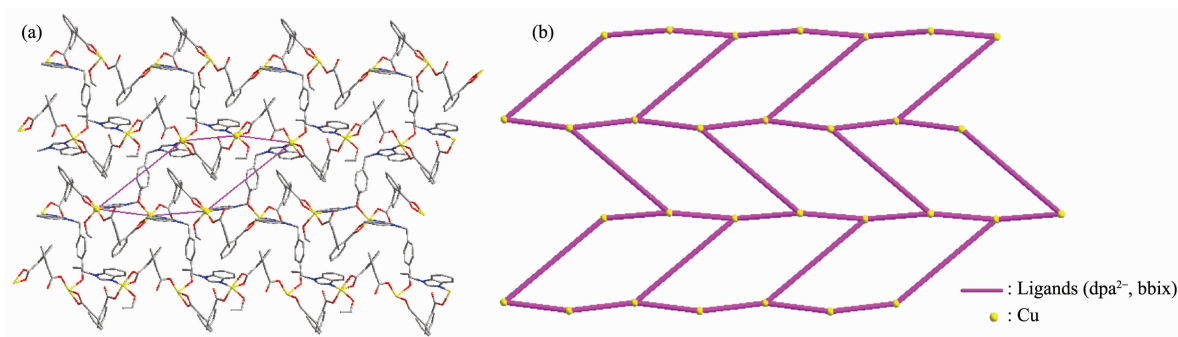 (a)
(b)
: Ligands (dpa²⁻, bbix)
: Cu